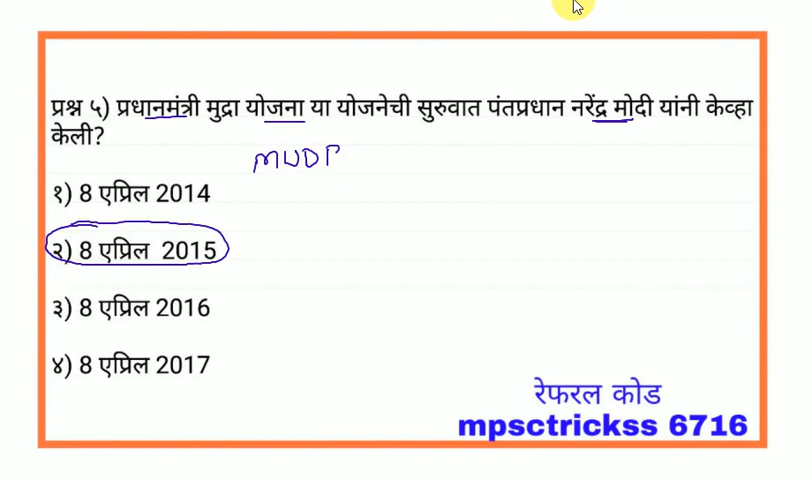 प्रश्न ५) प्रधानमंत्री मुद्रा योजना या योजनेची सुरुवात पंतप्रधान नरेंद्र मोदी यांनी केव्हा
केली?
MUDR
१) 8 एप्रिल 2014
२) 8 एप्रिल 2015
३) 8 एप्रिल 2016
४) 8 एप्रिल 2017
रेफरल कोड
mpsctrickss 6716